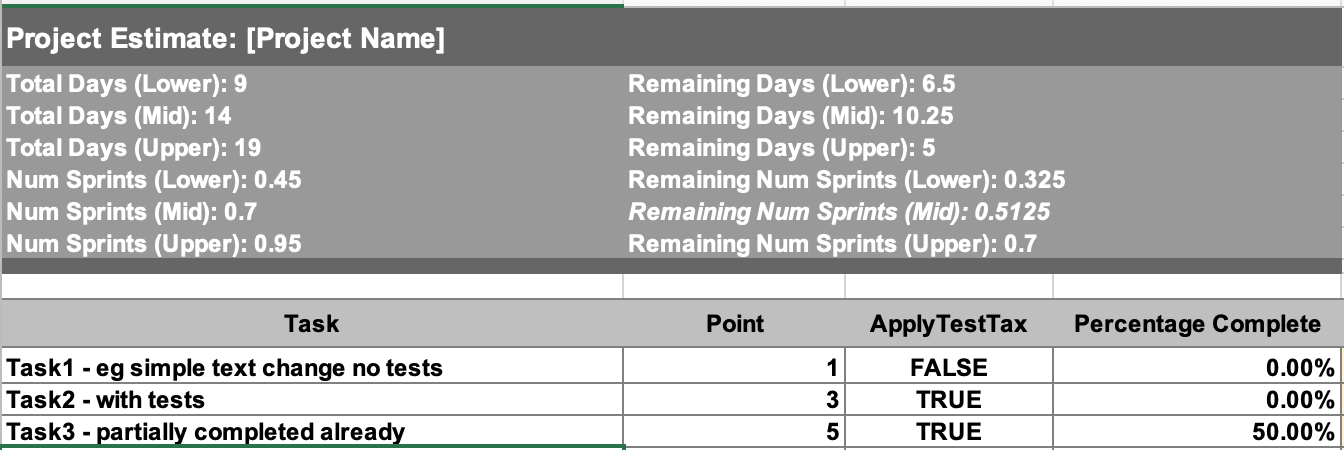 Project Estimate: [Project Name]
Total Days (Lower): 9 Remaining Days (Lower): 6.5
Total Days (Mid): 14 Remaining Days (Mid): 10.25
Total Days (Upper): 19 Remaining Days (Upper): 5
Num Sprints (Lower): 0.45 Remaining Num Sprints (Lower): 0.325
Num Sprints (Mid): 0.7 Remaining Num Sprints (Mid): 0.5125
Num Sprints (Upper): 0.95 Remaining Num Sprints (Upper): 0.7
Task Point ApplyTestTax Percentage Complete
Task1 - eg simple text change no tests 1 FALSE 0.00%
Task2 - with tests 3 TRUE 0.00%
Task3 - partially completed already 5 TRUE 50.00%